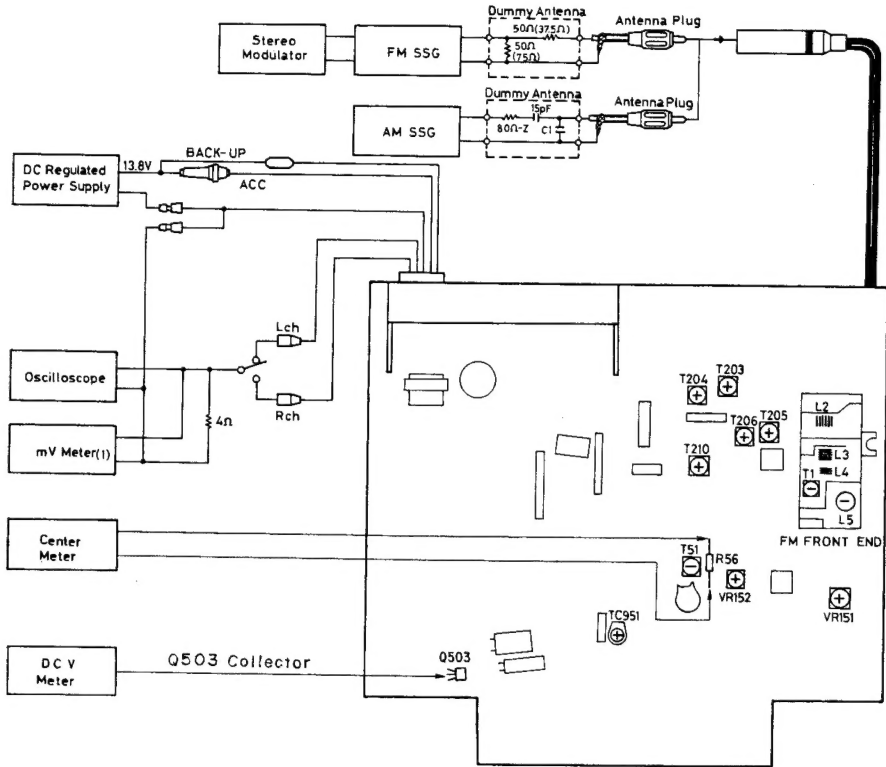 Dummy Antenna
Antenna Plug
50Ω(37.5Ω)
50Ω
(75Ω)
Stereo
Modulator
FM SSG
Dummy Antenna
15pF
Antenna Plug
AM SSG
80Ω-Z
C1
BACK-UP
13.8V
DC Regulated
Power Supply
ACC
Lch
Oscilloscope
4Ω
Rch
mV Meter(1)
T203
T204
L2
T206
T205
T210
L3
L4
T1
L5
FM FRONT END
Center
Meter
T51
R56
VR152
VR151
TC951
DC V
Meter
Q503 Collector
Q503